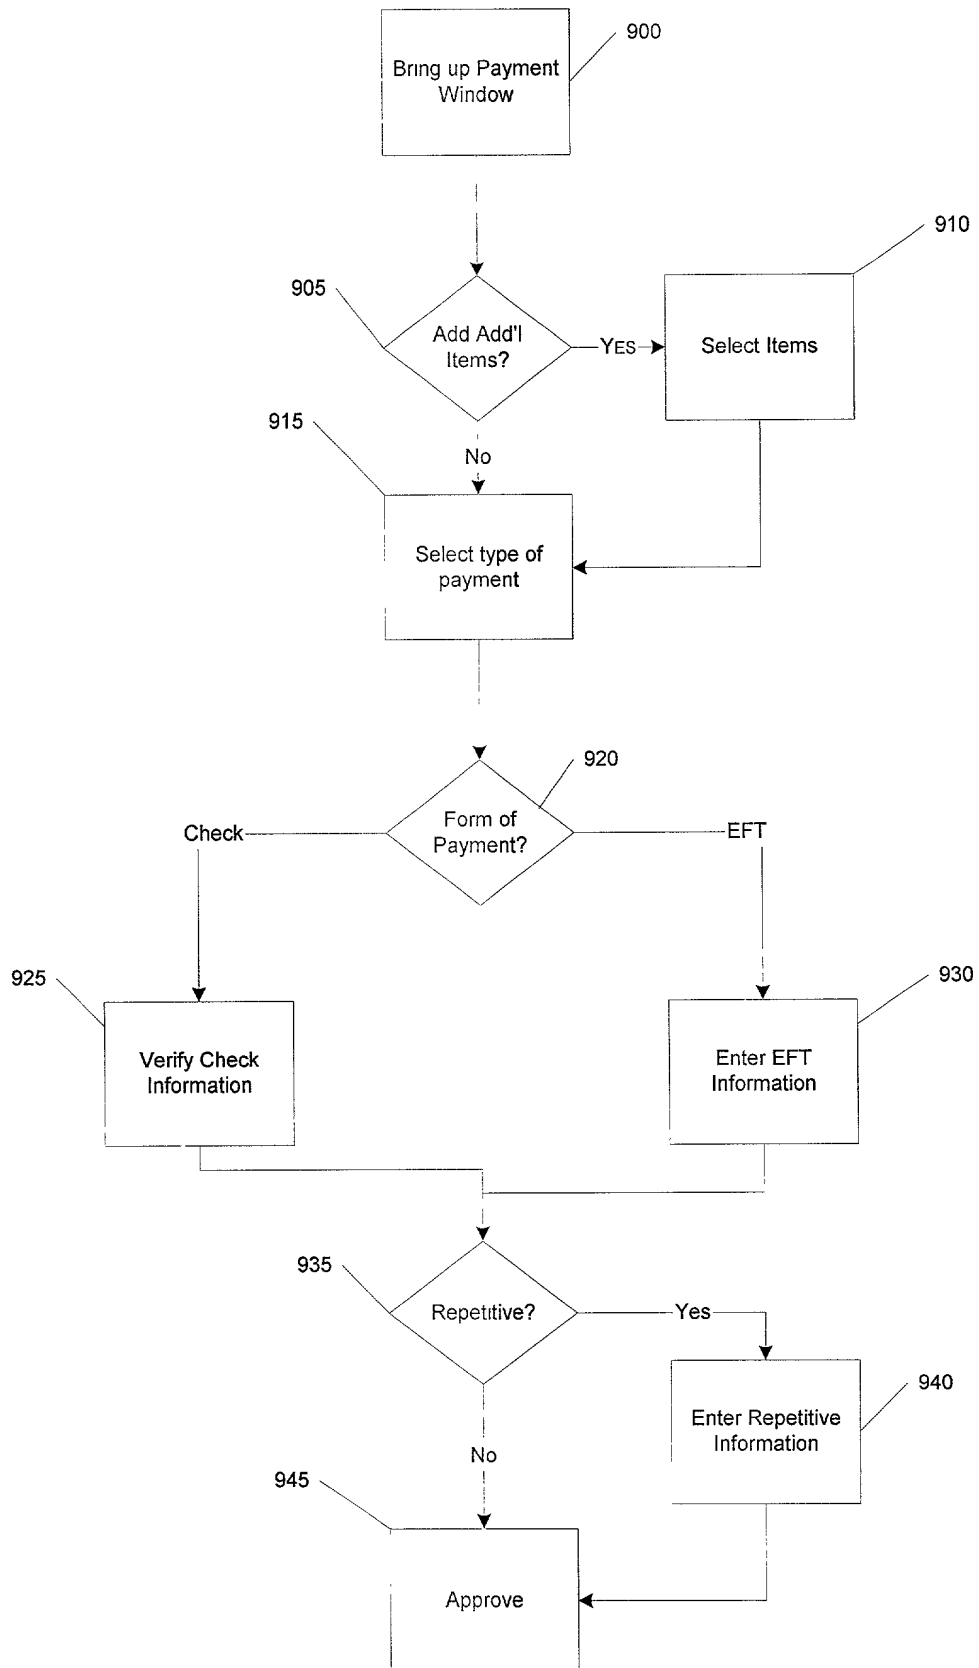 900
Bring up Payment
Window
910
905
Add Add'l
Items?
YES
Select Items
915
No
Select type of
payment
920
Form of
Payment?
Check
EFT
925
930
Verify Check
Information
Enter EFT
Information
935
Repetitive?
Yes
940
Enter Repetitive
Information
No
945
Approve